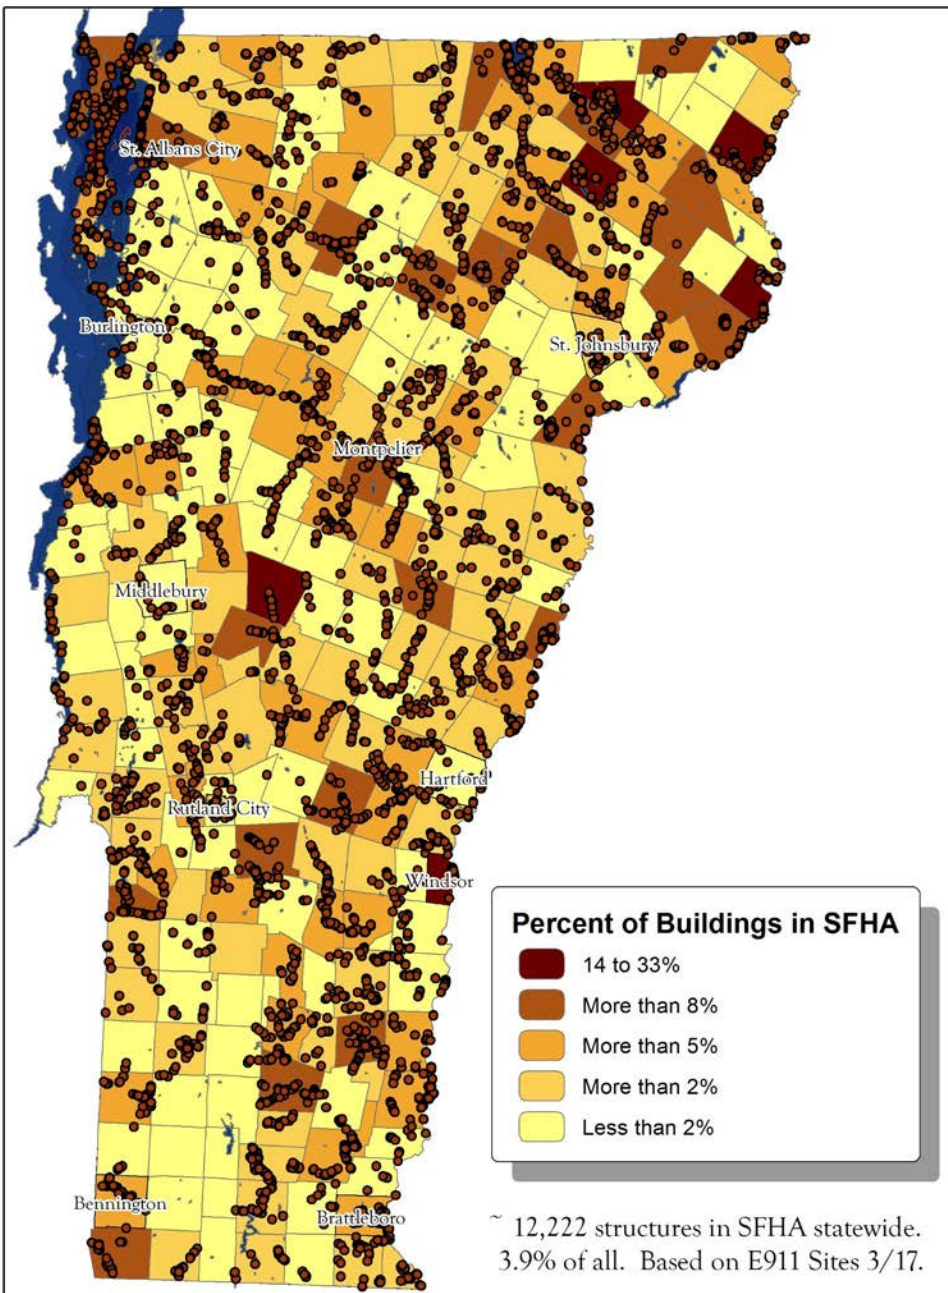 St. Albans City
Burlington
St. Johnsbury
Montpelier
Middlebury
Hartford
Rutland City
Windsor
Percent of Buildings in SFHA
14 to 33%
More than 8%
More than 5%
More than 2%
Less than 2%
Bennington
Brattleboro
~ 12,222 structures in SFHA statewide.
3.9% of all. Based on E911 Sites 3/17.